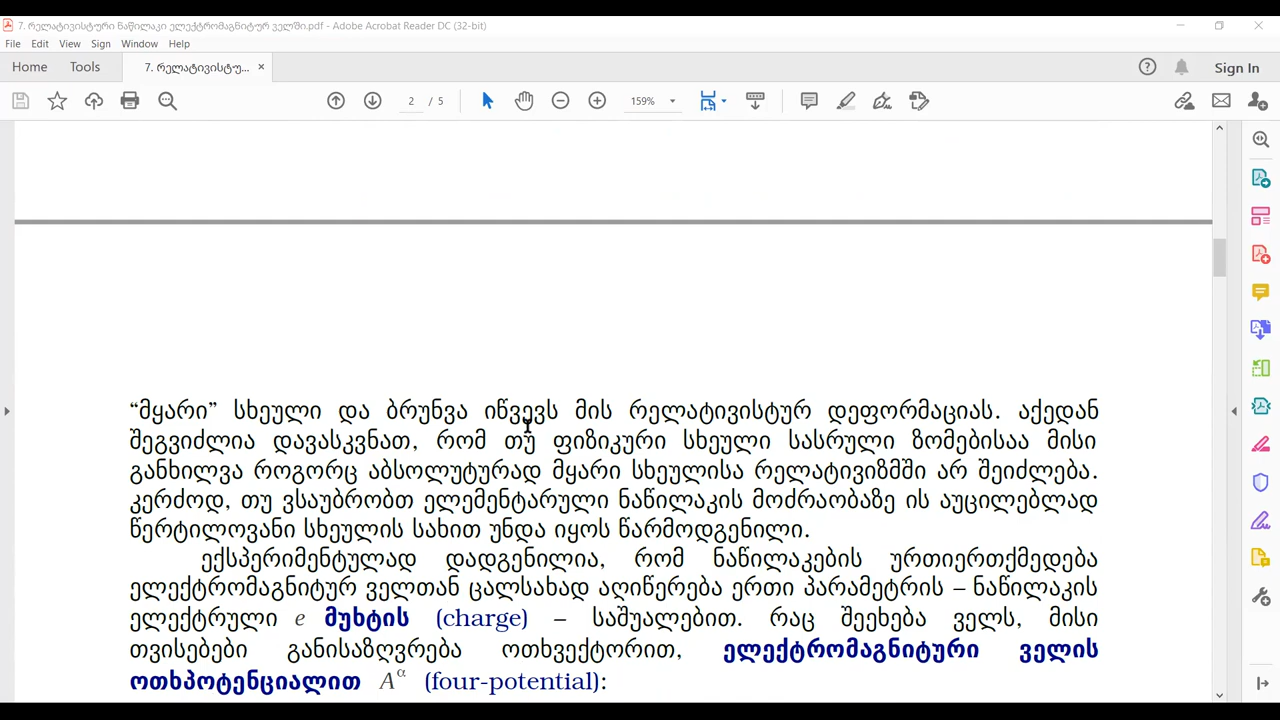 7. რელატივისტური ნაწილაკი ელექტრომაგნიტურ ველში.pdf - Adobe Acrobat Reader DC (32-bit)
File Edit View Sign Window Help
Home Tools 7. რელატივისტუ... × Sign In
2 / 5 159%
“მყარი” სხეული და ბრუნვა იწვევს მის რელატივისტურ დეფორმაციას. აქედან
შეგვიძლია დავასკვნათ, რომ თუ ფიზიკური სხეული სასრული ზომებისაა მისი
განხილვა როგორც აბსოლუტურად მყარი სხეულისა რელატივიზმში არ შეიძლება.
კერძოდ, თუ ვსაუბრობთ ელემენტარული ნაწილაკის მოძრაობაზე ის აუცილებლად
წერტილოვანი სხეულის სახით უნდა იყოს წარმოდგენილი.
ექსპერიმენტულად დადგენილია, რომ ნაწილაკების ურთიერთქმედება
ელექტრომაგნიტურ ველთან ცალსახად აღიწერება ერთი პარამეტრის – ნაწილაკის
ელექტრული e მუხტის (charge) – საშუალებით. რაც შეეხება ველს, მისი
თვისებები განისაზღვრება ოთხვექტორით, ელექტრომაგნიტური ველის
ოთხპოტენციალით Aᵅ (four-potential):